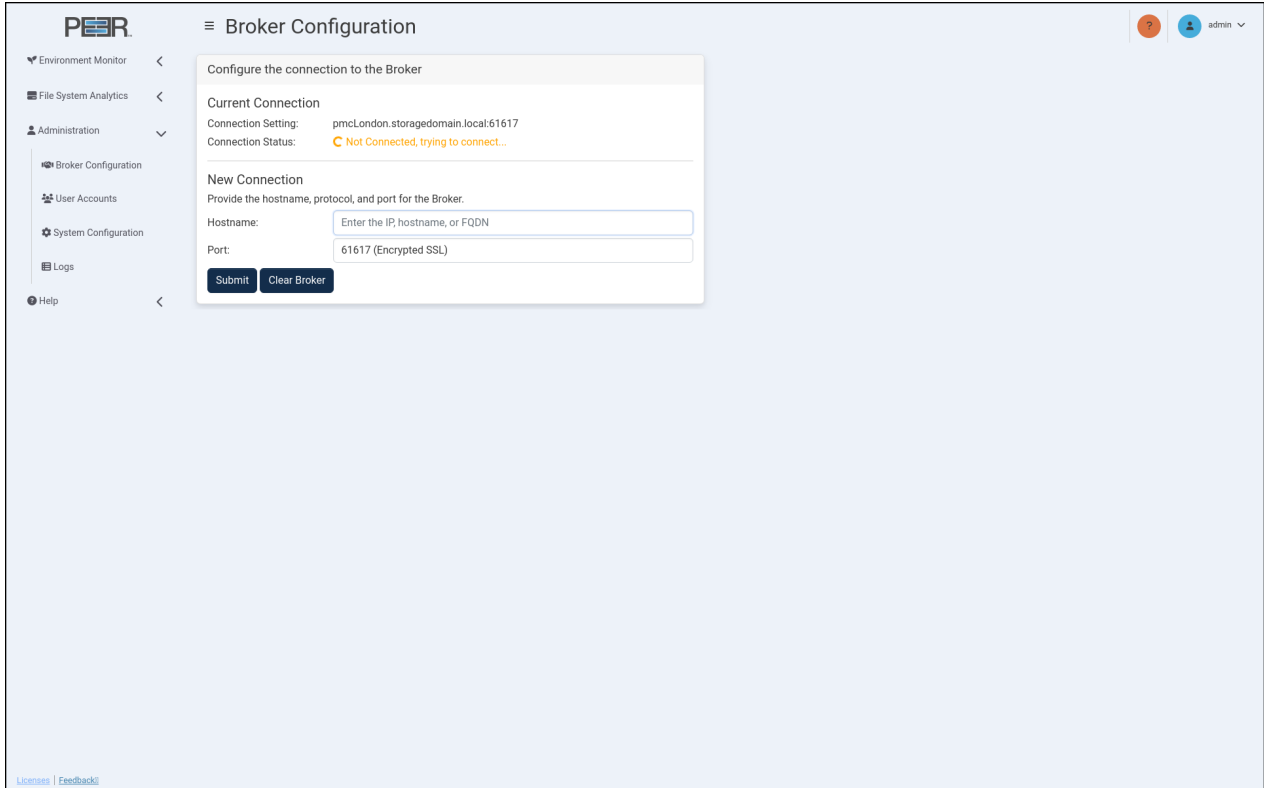 PEER
Broker Configuration
?
admin
Environment Monitor
File System Analytics
Administration
Broker Configuration
User Accounts
System Configuration
Logs
Help
Configure the connection to the Broker
Current Connection
Connection Setting: pmcLondon.storagedomain.local:61617
Connection Status: Not Connected, trying to connect...
New Connection
Provide the hostname, protocol, and port for the Broker.
Hostname: Enter the IP, hostname, or FQDN
Port: 61617 (Encrypted SSL)
Submit Clear Broker
Licenses | Feedback